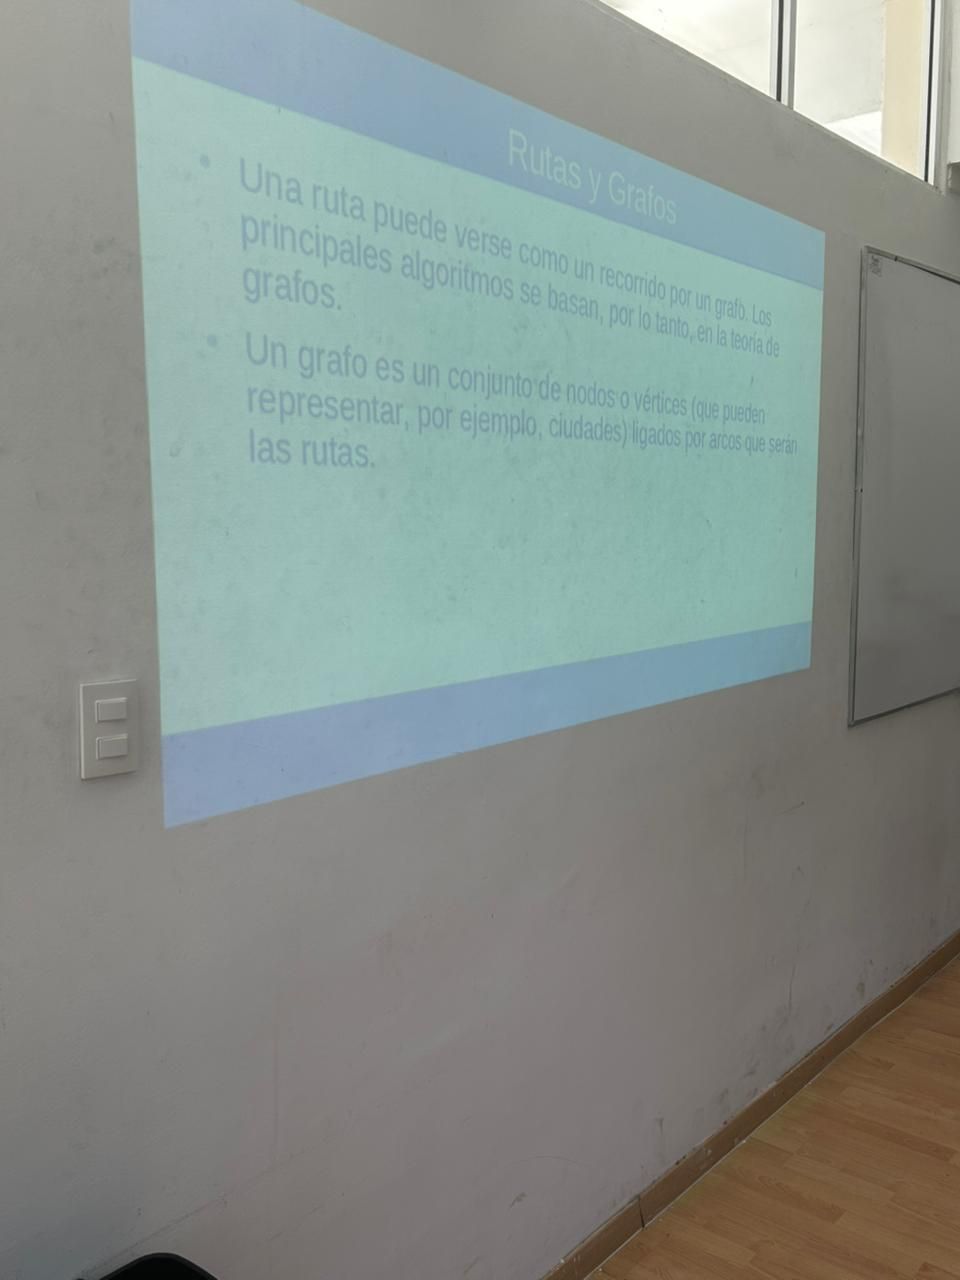 Rutas y Grafos
• Una ruta puede verse como un recorrido por un grafo. Los
principales algoritmos se basan, por lo tanto, en la teoría de
grafos.
• Un grafo es un conjunto de nodos o vértices (que pueden
representar, por ejemplo, ciudades) ligados por arcos que serán
las rutas.